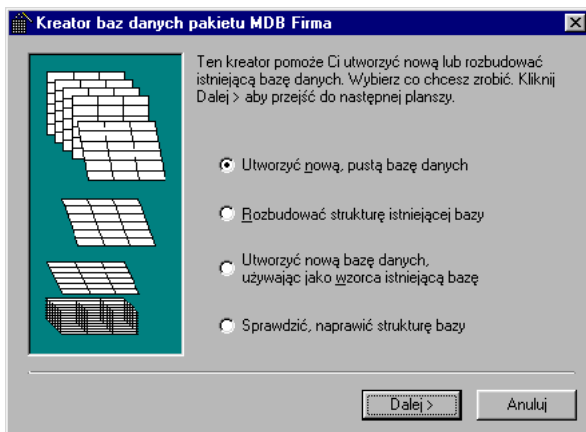 Kreator baz danych pakietu MDB Firma
Ten kreator pomoże Ci utworzyć nową lub rozbudować
istniejącą bazę danych. Wybierz co chcesz zrobić. Kliknij
Dalej > aby przejść do następnej planszy.
Utworzyć nową, pustą bazę danych
Rozbudować strukturę istniejącej bazy
Utworzyć nową bazę danych,
używając jako wzorca istniejącą bazę
Sprawdzić, naprawić strukturę bazy
Dalej >
Anuluj